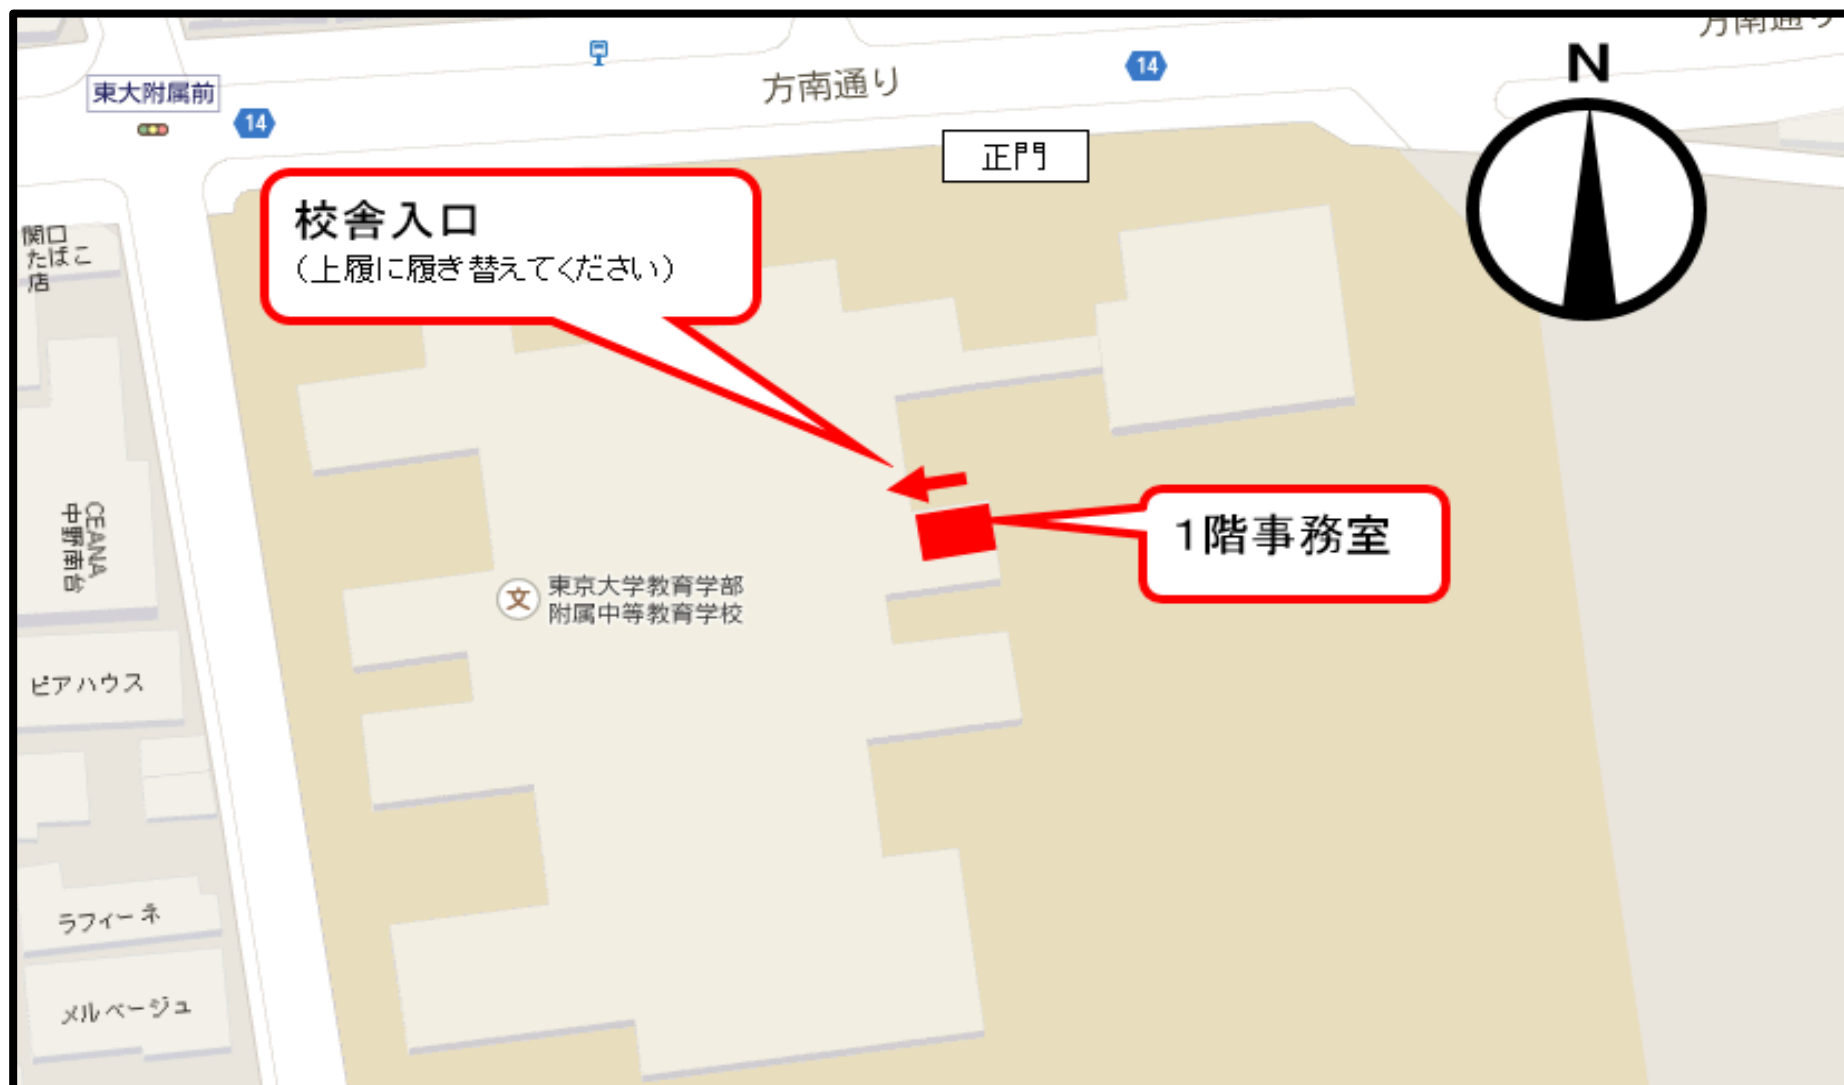 方南通り
N
東大附属前
14
方南通り
14
正門
校舎入口
（上履に履き替えてください）
関口
たばこ
店
1階事務室
CEANA
中野南台
文
東京大学教育学部
附属中等教育学校
ピアハウス
ラフィーネ
メルベージュ